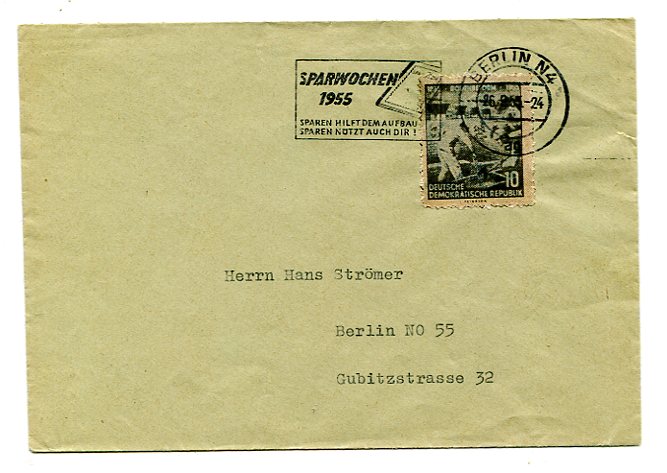 SPARWOCHEN
1955
SPAREN HILFT DEM AUFBAU
SPAREN NÜTZT AUCH DIR !
BERLIN N4
-24
DEUTSCHE
DEMOKRATISCHE REPUBLIK
10
Herrn Hans Strömer
Berlin NO 55
Gubitzstrasse 32